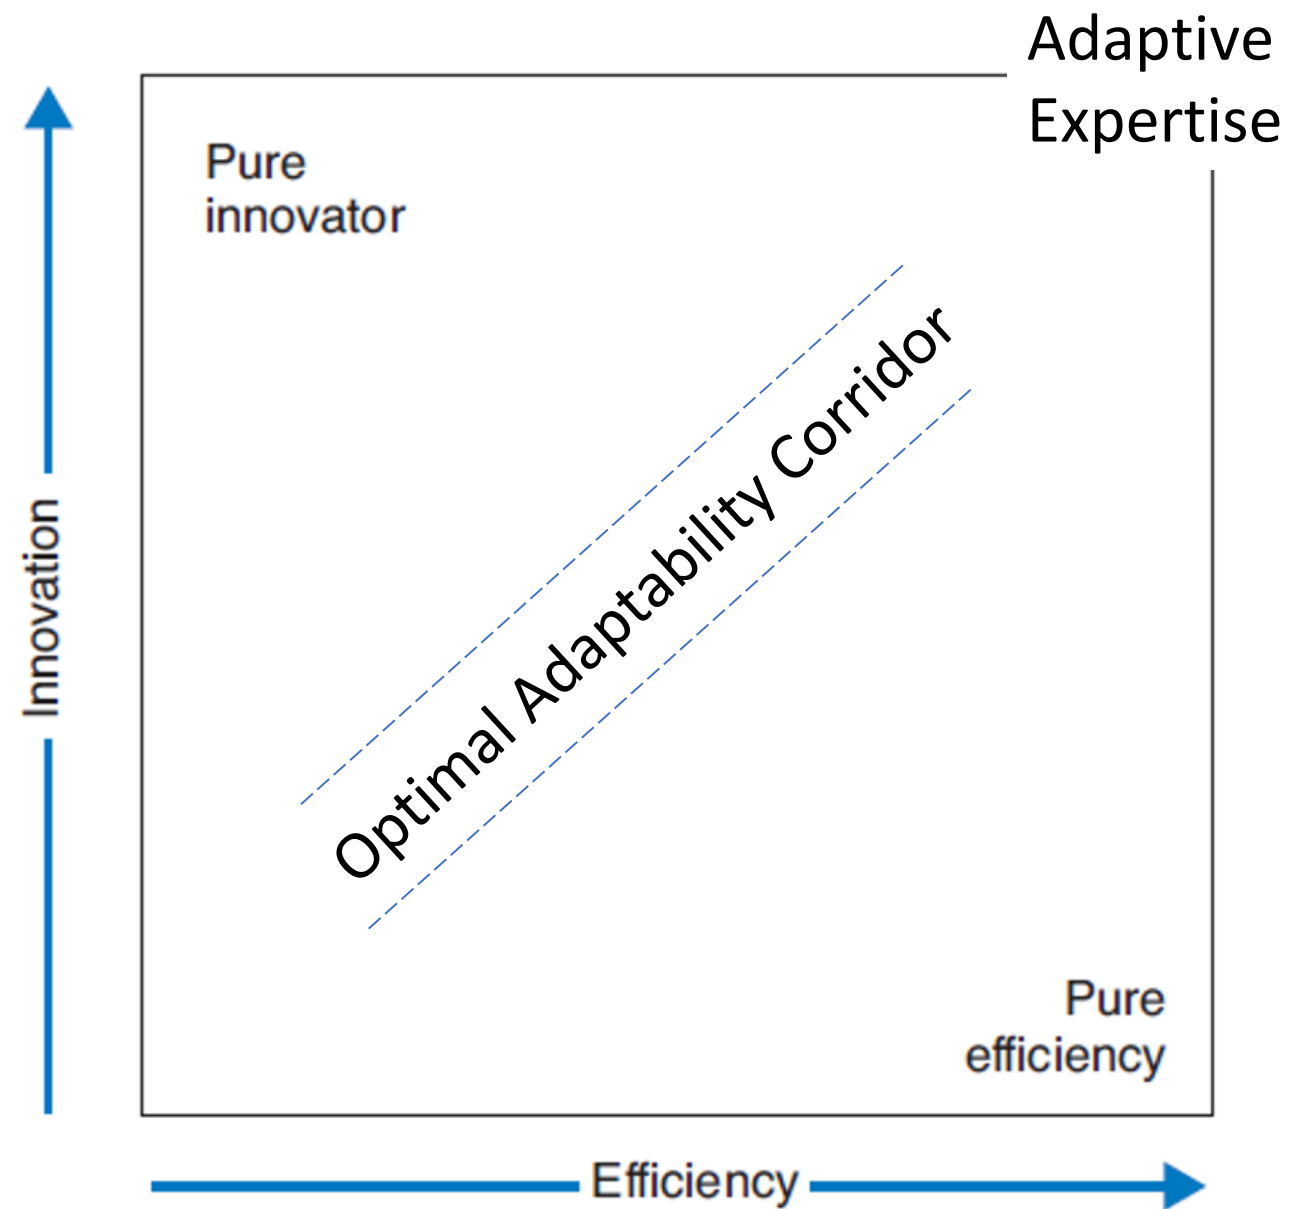 Adaptive
Expertise
Pure
innovator
Optimal Adaptability Corridor
Innovation
Pure
efficiency
Efficiency